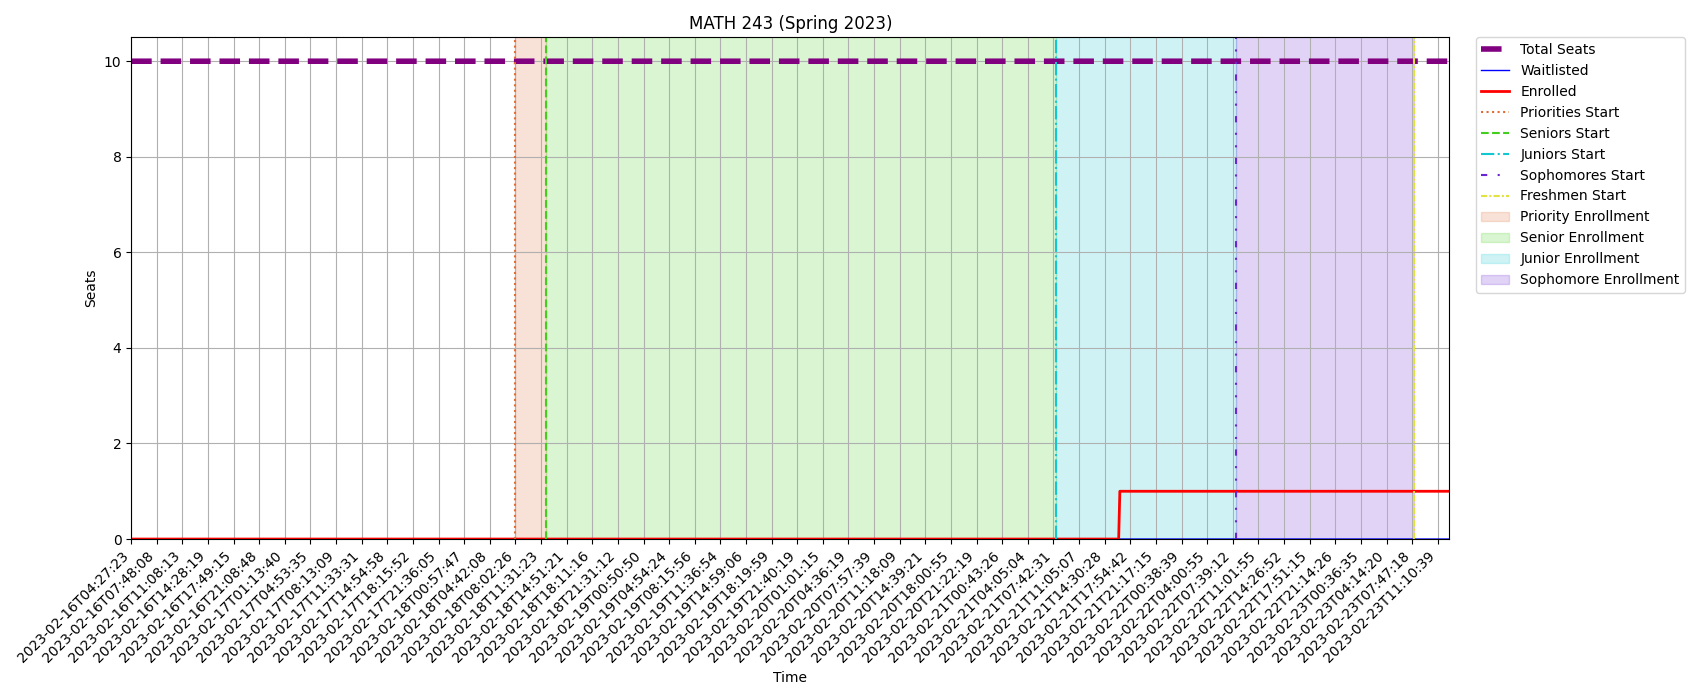 MATH 243 (Spring 2023)
Seats
10
8
6
4
2
0
2023-02-16T04:27:23
2023-02-16T07:48:08
2023-02-16T11:08:13
2023-02-16T14:28:19
2023-02-16T17:49:15
2023-02-16T21:08:48
2023-02-17T01:13:40
2023-02-17T04:53:35
2023-02-17T08:13:09
2023-02-17T11:33:31
2023-02-17T14:54:58
2023-02-17T18:15:52
2023-02-17T21:36:05
2023-02-18T00:57:47
2023-02-18T04:42:08
2023-02-18T08:02:26
2023-02-18T11:31:23
2023-02-18T14:51:21
2023-02-18T18:11:16
2023-02-18T21:31:12
2023-02-19T00:50:50
2023-02-19T04:54:24
2023-02-19T08:15:56
2023-02-19T11:36:54
2023-02-19T14:59:06
2023-02-19T18:19:59
2023-02-19T21:40:19
2023-02-20T01:01:15
2023-02-20T04:36:19
2023-02-20T07:57:39
2023-02-20T11:18:09
2023-02-20T14:39:21
2023-02-20T18:00:55
2023-02-20T21:22:19
2023-02-21T00:43:26
2023-02-21T04:05:04
2023-02-21T07:42:31
2023-02-21T11:05:07
2023-02-21T14:30:28
2023-02-21T17:54:42
2023-02-21T21:17:15
2023-02-22T00:38:39
2023-02-22T04:00:55
2023-02-22T07:39:12
2023-02-22T11:01:55
2023-02-22T14:26:52
2023-02-22T17:51:15
2023-02-22T21:14:26
2023-02-23T00:36:35
2023-02-23T04:14:20
2023-02-23T07:47:18
2023-02-23T11:10:39
Time
Total Seats
Waitlisted
Enrolled
Priorities Start
Seniors Start
Juniors Start
Sophomores Start
Freshmen Start
Priority Enrollment
Senior Enrollment
Junior Enrollment
Sophomore Enrollment